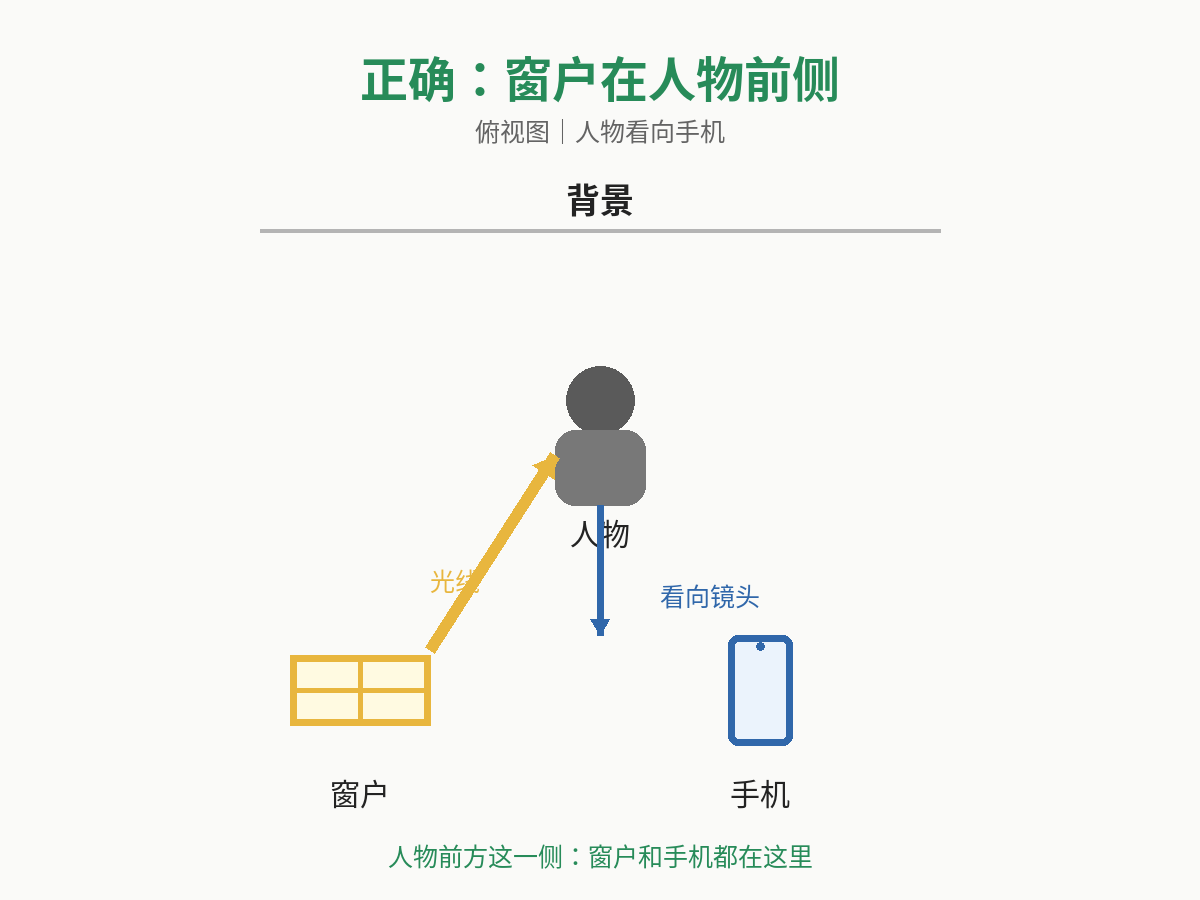 正确：窗户在人物前侧
俯视图｜人物看向手机
背景
人物
光线
看向镜头
窗户
手机
人物前方这一侧：窗户和手机都在这里